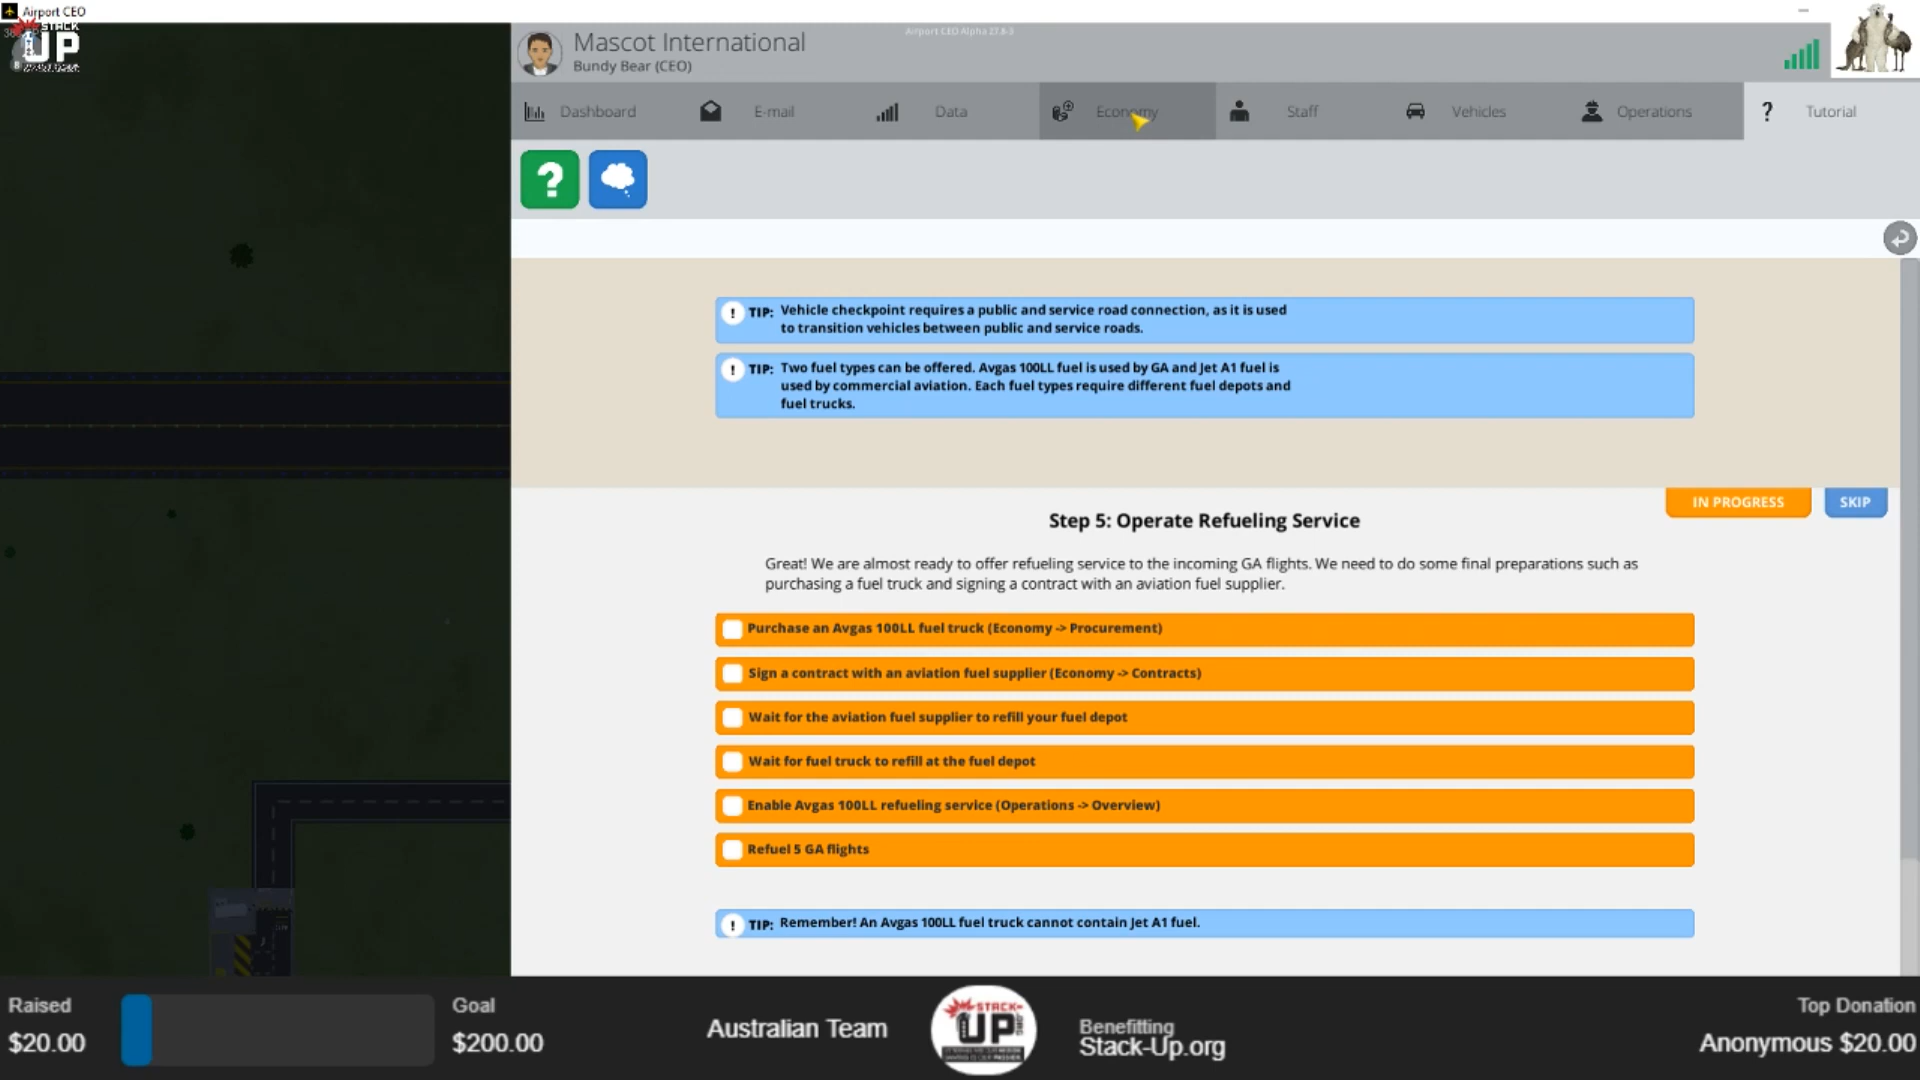 Airport CEO
STACK
UP
Mascot International
Bundy Bear (CEO)
Airport CEO Alpha 27.8-3
Dashboard
E-mail
Data
Economy
Staff
Vehicles
Operations
? Tutorial
?
! TIP: Vehicle checkpoint requires a public and service road connection, as it is used
to transition vehicles between public and service roads.
! TIP: Two fuel types can be offered. Avgas 100LL fuel is used by GA and Jet A1 fuel is
used by commercial aviation. Each fuel types require different fuel depots and
fuel trucks.
IN PROGRESS
SKIP
Step 5: Operate Refueling Service
Great! We are almost ready to offer refueling service to the incoming GA flights. We need to do some final preparations such as
purchasing a fuel truck and signing a contract with an aviation fuel supplier.
Purchase an Avgas 100LL fuel truck (Economy -> Procurement)
Sign a contract with an aviation fuel supplier (Economy -> Contracts)
Wait for the aviation fuel supplier to refill your fuel depot
Wait for fuel truck to refill at the fuel depot
Enable Avgas 100LL refueling service (Operations -> Overview)
Refuel 5 GA flights
! TIP: Remember! An Avgas 100LL fuel truck cannot contain Jet A1 fuel.
Raised
$20.00
Goal
$200.00
Australian Team
STACK-
UP
Benefitting
Stack-Up.org
Top Donation
Anonymous $20.00